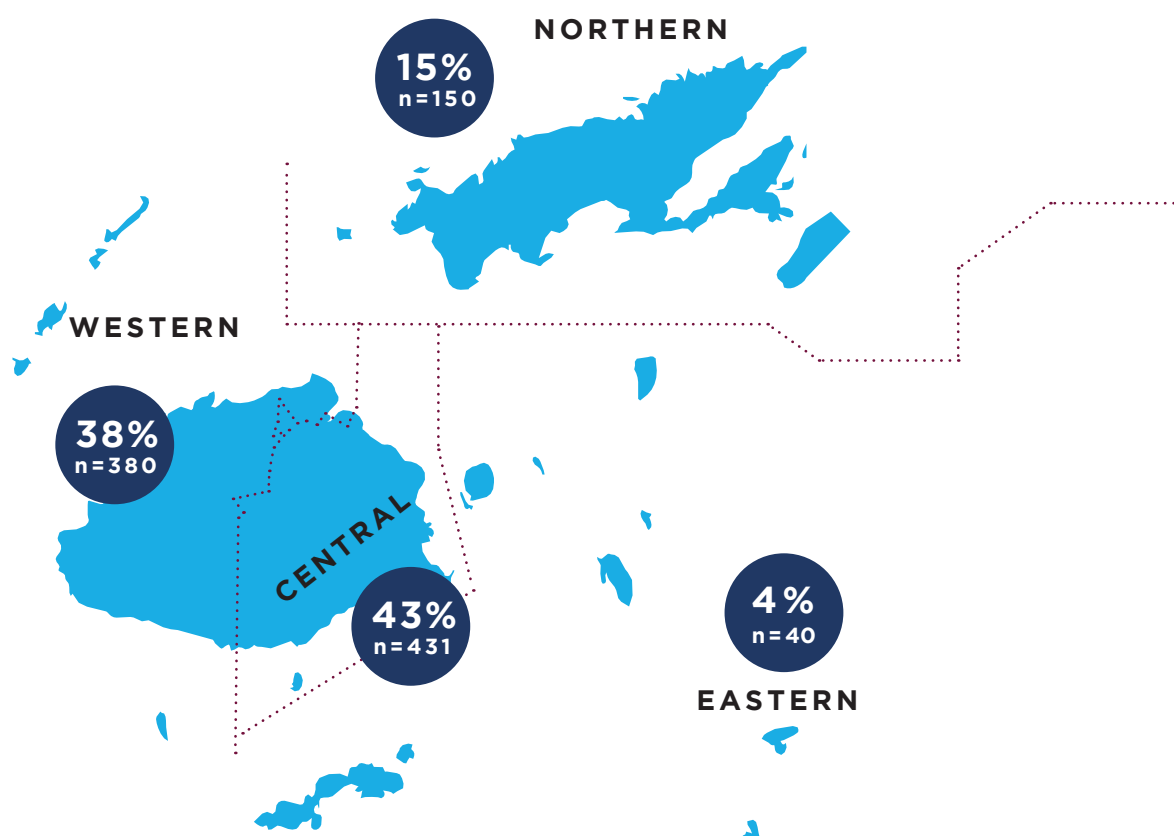 NORTHERN
15%
n=150
WESTERN
38%
n=380
CENTRAL
43%
n=431
4%
n=40
EASTERN